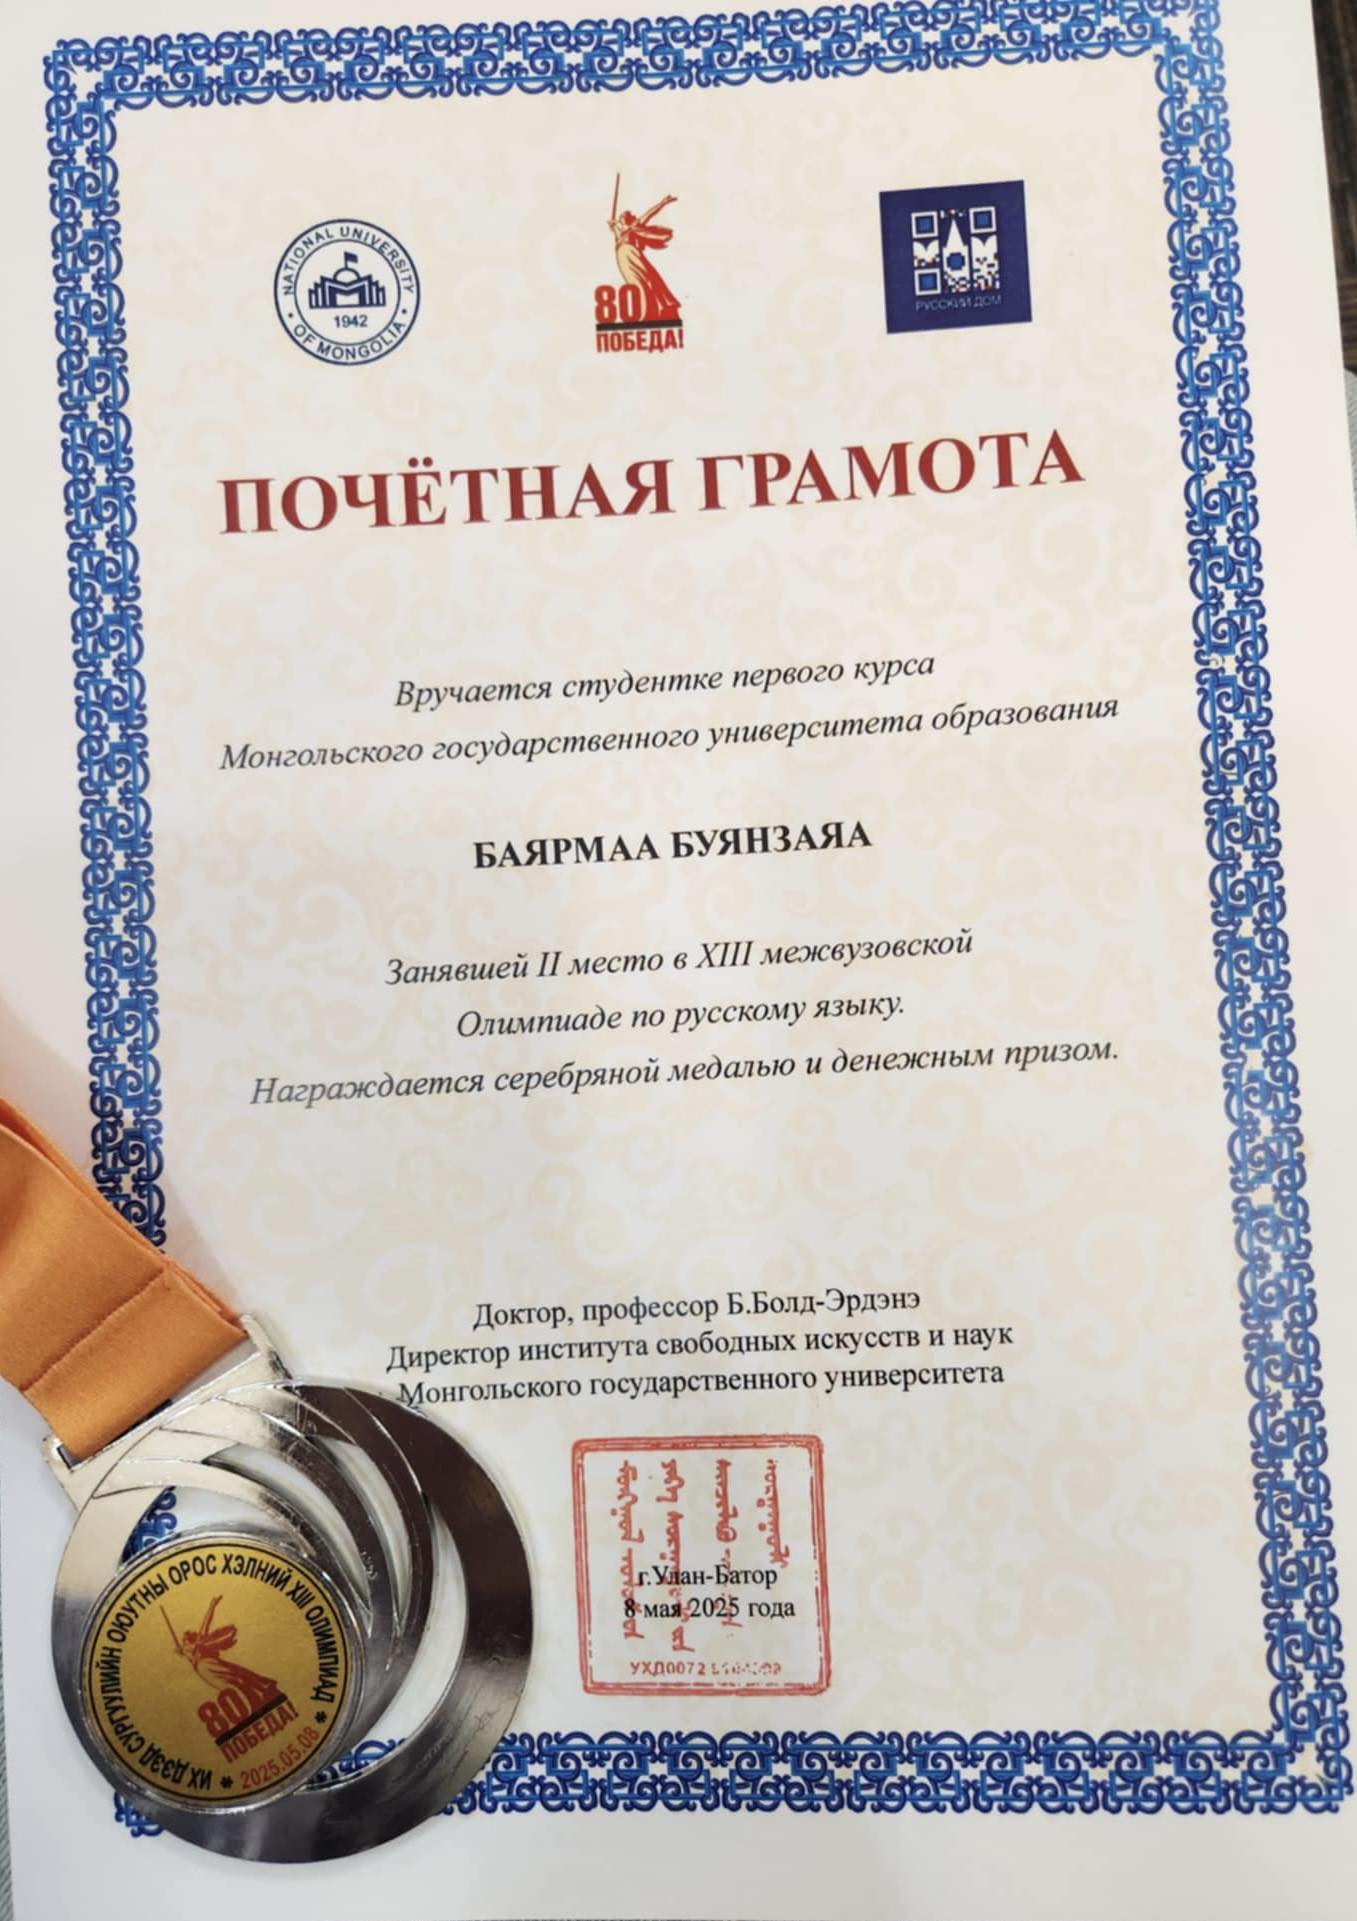 NATIONAL UNIVERSITY OF MONGOLIA
1942
80
ПОБЕДА!
РУССКИЙ ДОМ
ПОЧЁТНАЯ ГРАМОТА
Вручается студентке первого курса
Монгольского государственного университета образования
БАЯРМАА БУЯНЗАЯА
Занявшей II место в XIII межвузовской
Олимпиаде по русскому языку.
Награждается серебряной медалью и денежным призом.
Доктор, профессор Б.Болд-Эрдэнэ
Директор института свободных искусств и наук
Монгольского государственного университета
г.Улан-Батор
8 мая 2025 года
УХД0072
ИХ ДЭЭД СУРГУУЛИЙН ОЮУТНЫ ОРОС ХЭЛНИЙ XIII ОЛИМПИАД
80
ПОБЕДА!
* 2025.05.08 *